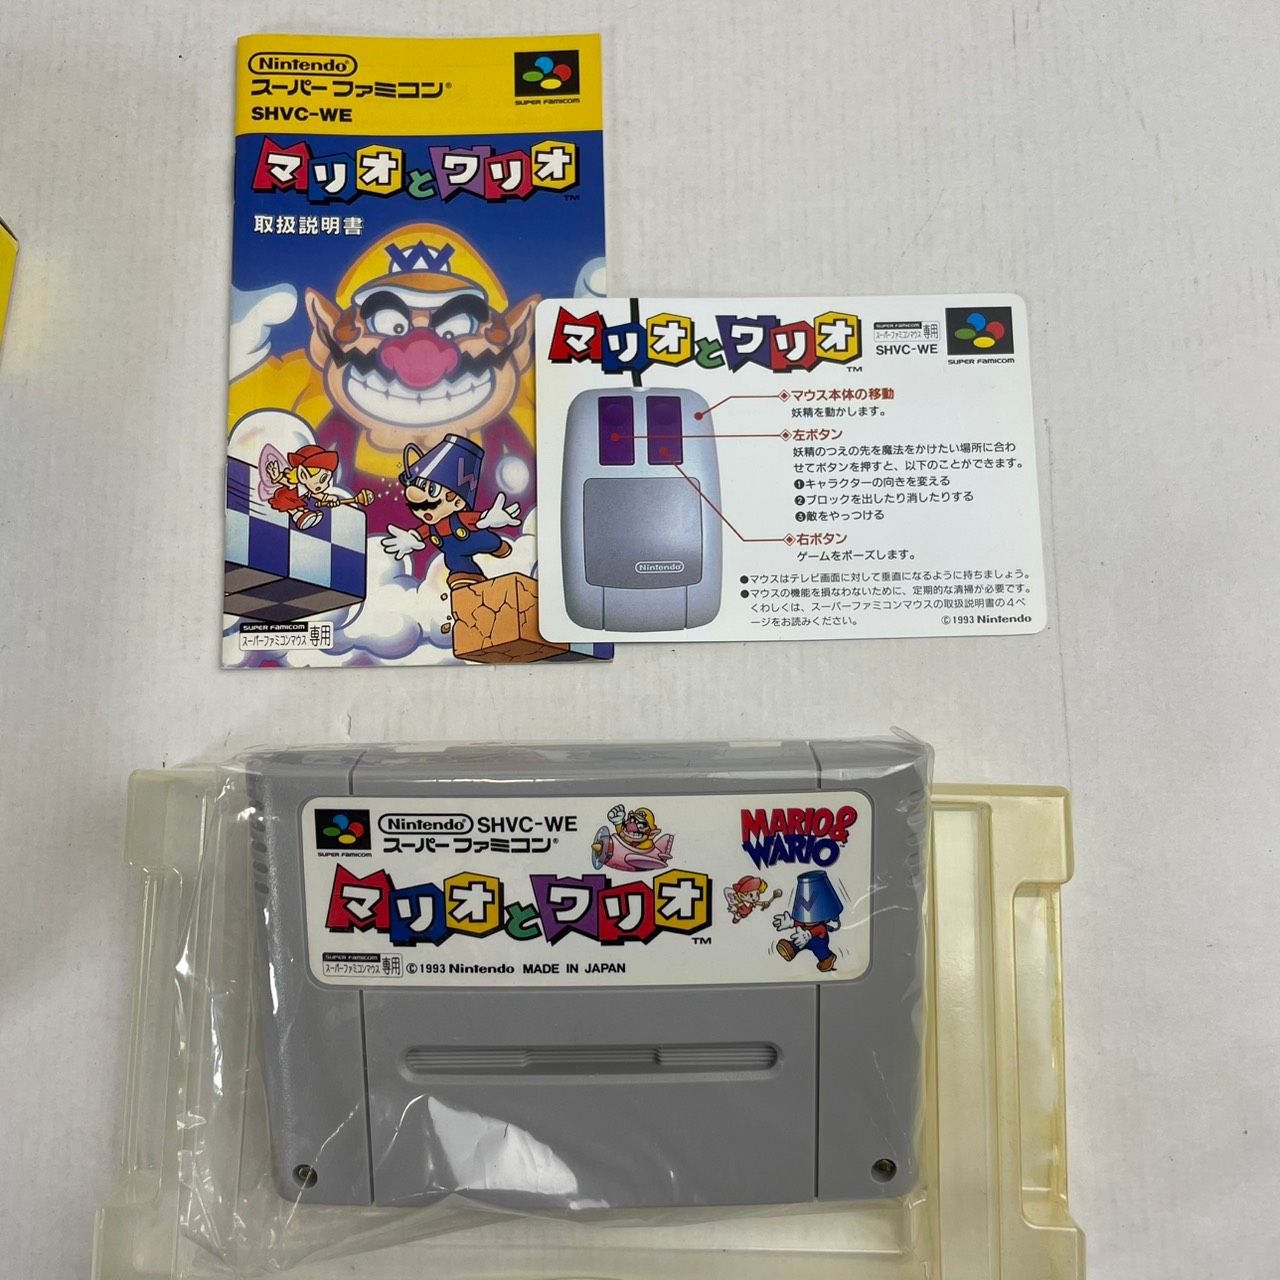 Nintendo
スーパーファミコン®
SHVC-WE
SUPER FAMICOM
マリオとワリオ
TM
取扱説明書
W
SUPER FAMICOM
スーパーファミコンマウス 専用
マリオとワリオ
TM
SUPER FAMICOM
スーパーファミコンマウス 専用
SHVC-WE
SUPER FAMICOM
マウス本体の移動
妖精を動かします。
左ボタン
妖精のつえの先を魔法をかけたい場所に合わ
せてボタンを押すと、以下のことができます。
❶キャラクターの向きを変える
❷ブロックを出したり消したりする
❸敵をやっつける
右ボタン
ゲームをポーズします。
Nintendo
●マウスはテレビ画面に対して垂直になるように持ちましょう。
●マウスの機能を損なわないために、定期的な清掃が必要です。
くわしくは、スーパーファミコンマウスの取扱説明書の4ペ
ージをお読みください。
©1993 Nintendo
SUPER FAMICOM
Nintendo SHVC-WE
スーパーファミコン®
MARIO &
WARIO
マリオとワリオ
TM
SUPER FAMICOM
スーパーファミコンマウス 専用
©1993 Nintendo MADE IN JAPAN